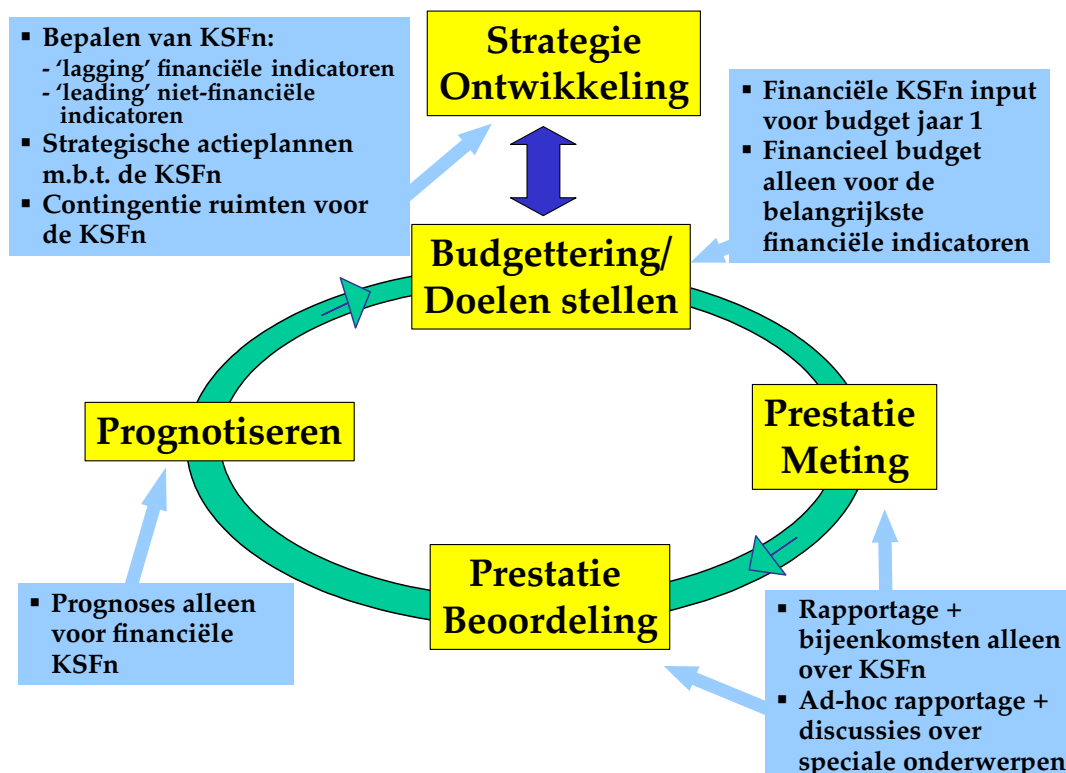 ▪ Bepalen van KSFn:
- ‘lagging’ financiële indicatoren
- ‘leading’ niet-financiële
indicatoren
▪ Strategische actieplannen
m.b.t. de KSFn
▪ Contingentie ruimten voor
de KSFn
Strategie
Ontwikkeling
▪ Financiële KSFn input
voor budget jaar 1
▪ Financieel budget
alleen voor de
belangrijkste
financiële indicatoren
Budgettering/
Doelen stellen
Prognotiseren
Prestatie
Meting
Prestatie
Beoordeling
▪ Prognoses alleen
voor financiële
KSFn
▪ Rapportage +
bijeenkomsten alleen
over KSFn
▪ Ad-hoc rapportage +
discussies over
speciale onderwerpen